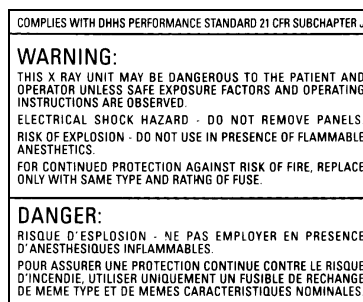 COMPLIES WITH DHHS PERFORMANCE STANDARD 21 CFR SUBCHAPTER J
WARNING:
THIS X RAY UNIT MAY BE DANGEROUS TO THE PATIENT AND
OPERATOR UNLESS SAFE EXPOSURE FACTORS AND OPERATING
INSTRUCTIONS ARE OBSERVED.
ELECTRICAL SHOCK HAZARD - DO NOT REMOVE PANELS
RISK OF EXPLOSION - DO NOT USE IN PRESENCE OF FLAMMABLE
ANESTHETICS.
FOR CONTINUED PROTECTION AGAINST RISK OF FIRE, REPLACE
ONLY WITH SAME TYPE AND RATNG OF FUSE.
DANGER:
RISQUE D'ESPLOSION - NE PAS EMPLOYER EN PRESENCE
D'ANESTHESIQUES INFLAMMABLES.
POUR ASSURER UNE PROTECTION CONTINUE CONTRE LE RISQUE
D'INCENDIE, UTILISER UNIQUEMENT UN FUSIBLE DE RECHANGE
DE MEME TYPE ET DE MEMES CARACTERISTIQUES NOMINALES.